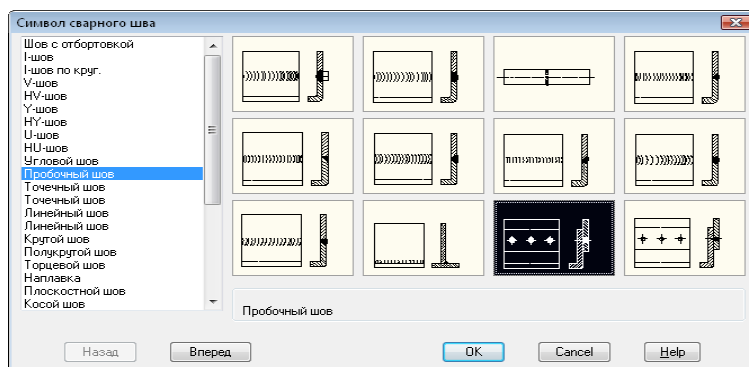 Символ сварного шва
Шов с отбортовкой
I-шов
I-шов по круг.
V-шов
HV-шов
Y-шов
HY-шов
U-шов
HU-шов
Угловой шов
Пробочный шов
Точечный шов
Точечный шов
Линейный шов
Линейный шов
Крутой шов
Полукрутой шов
Торцевой шов
Наплавка
Плоскостной шов
Косой шов
Пробочный шов
Назад
Вперед
OK
Cancel
Help